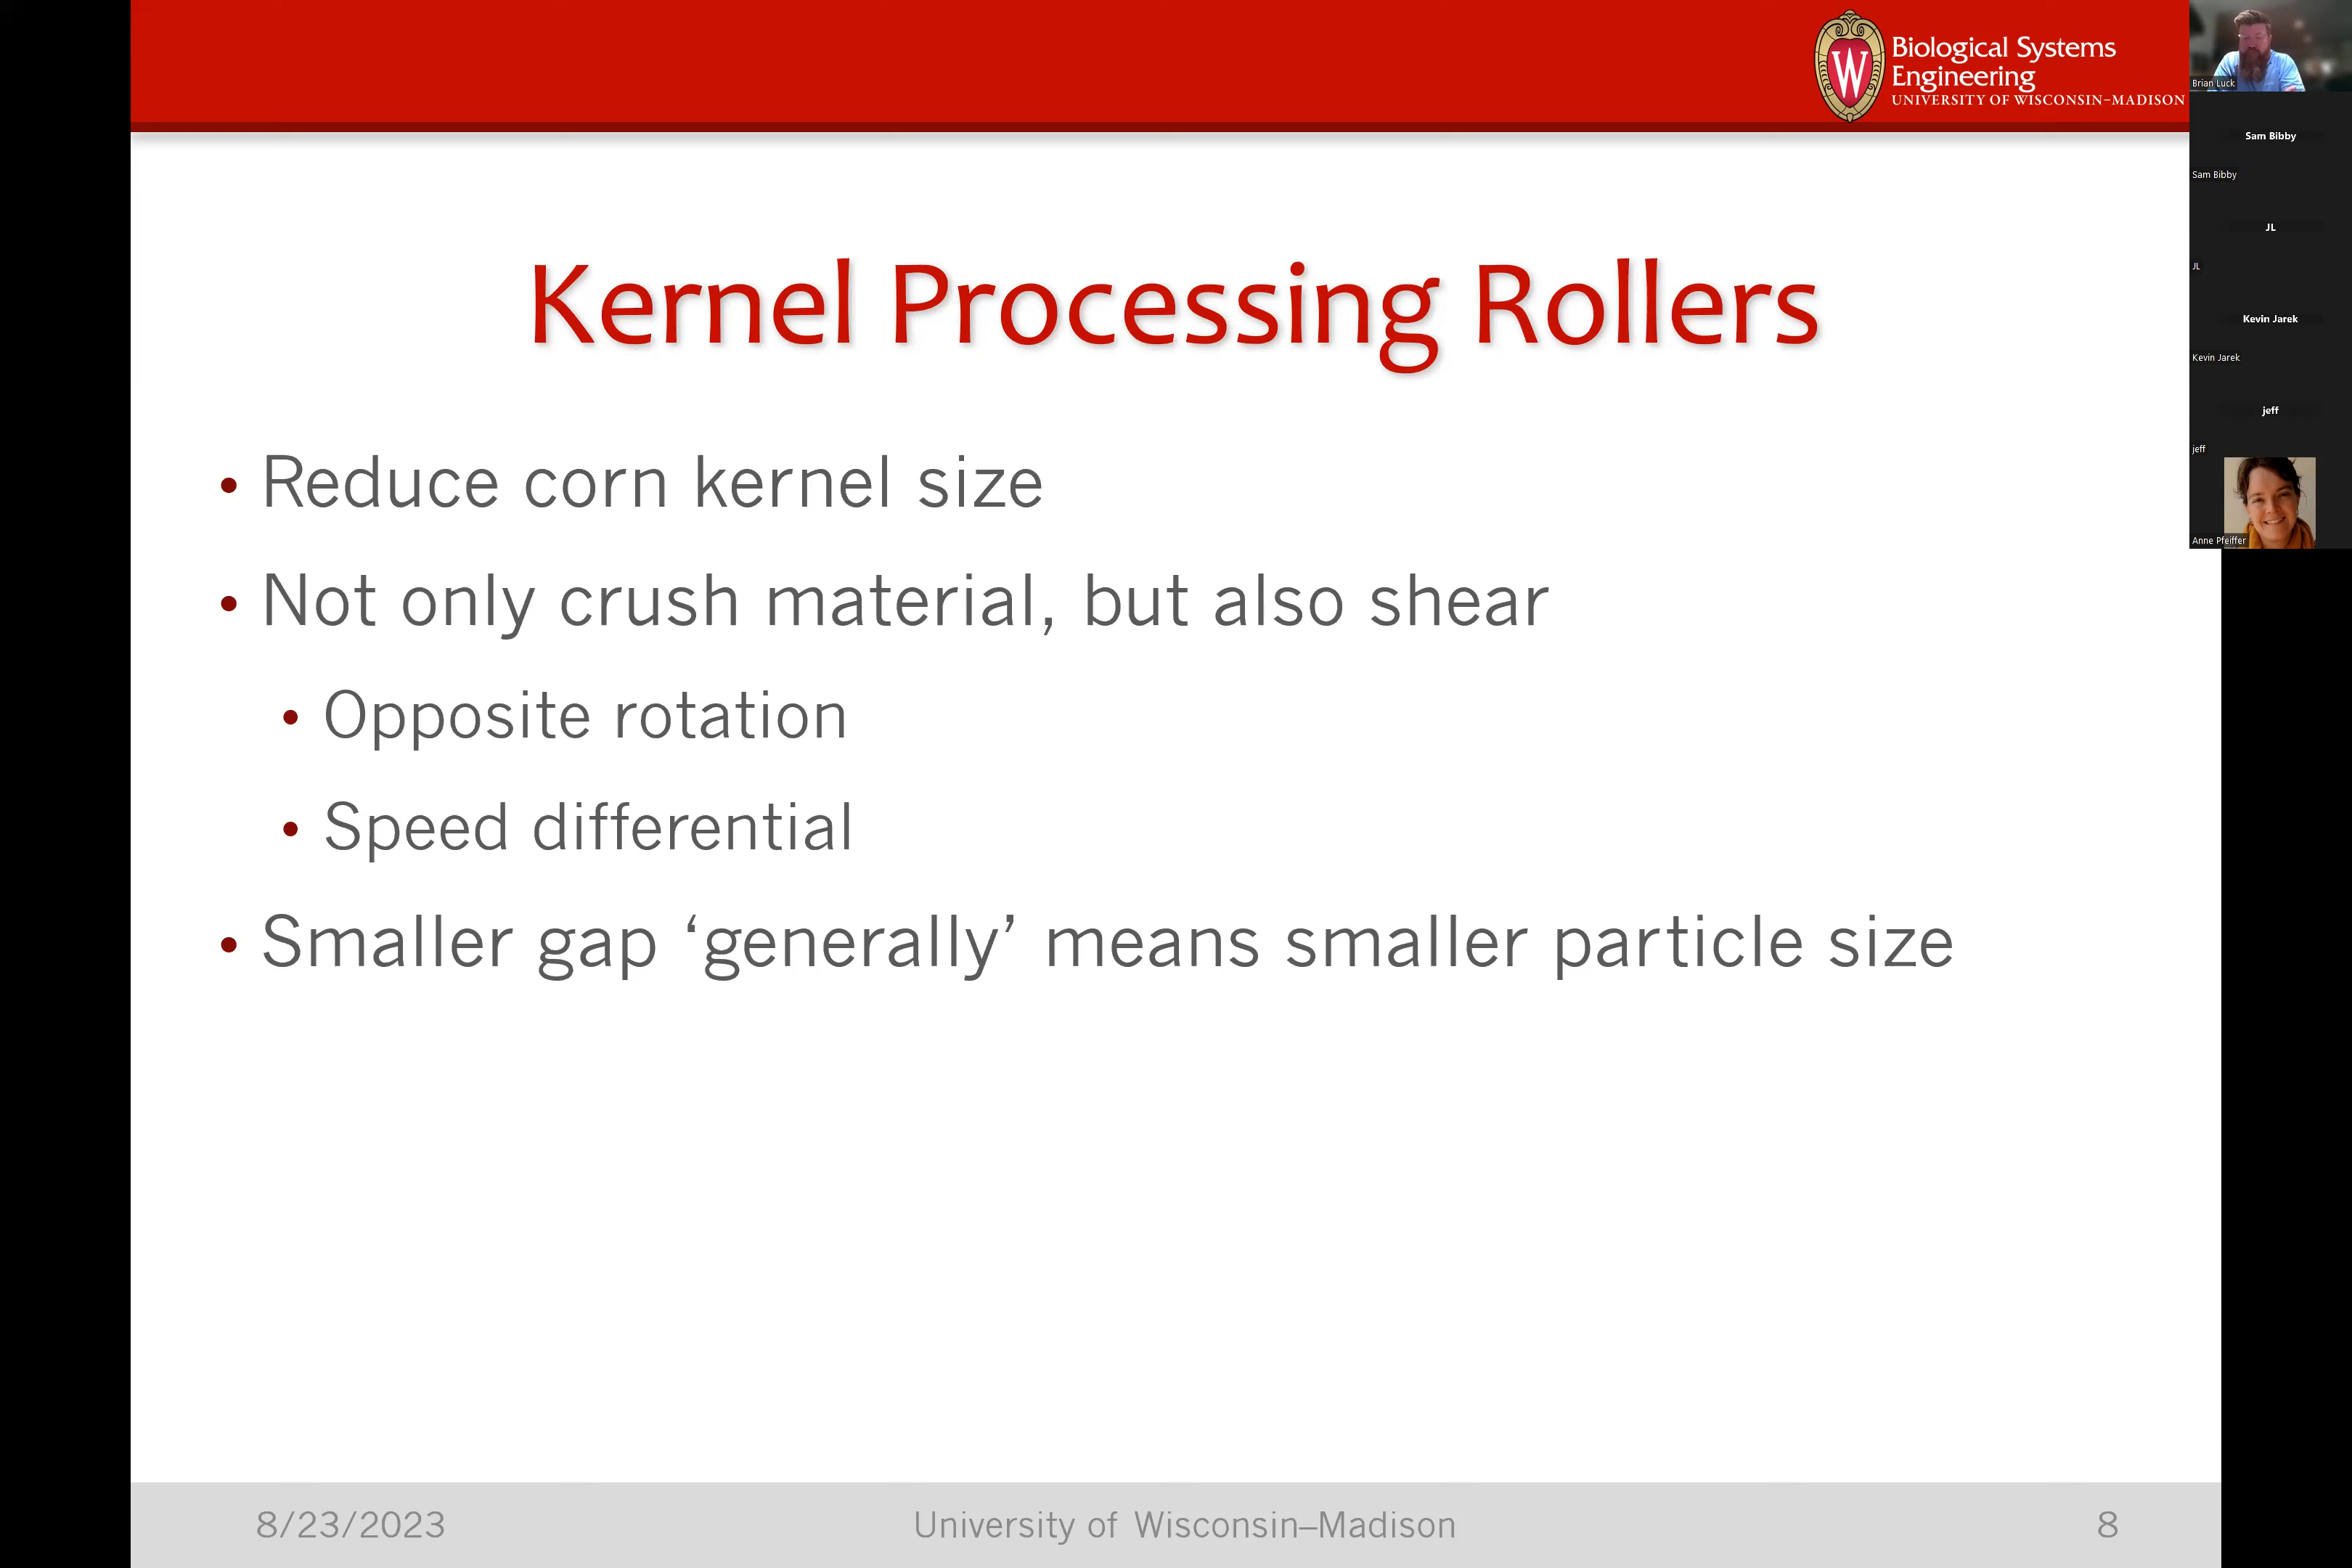 Biological Systems
Engineering
UNIVERSITY OF WISCONSIN–MADISON
W
Kernel Processing Rollers
• Reduce corn kernel size
• Not only crush material, but also shear
• Opposite rotation
• Speed differential
• Smaller gap ‘generally’ means smaller particle size
8/23/2023
University of Wisconsin–Madison
8
Brian Luck
Sam Bibby
Sam Bibby
JL
JL
Kevin Jarek
Kevin Jarek
jeff
jeff
Anne Pfeiffer